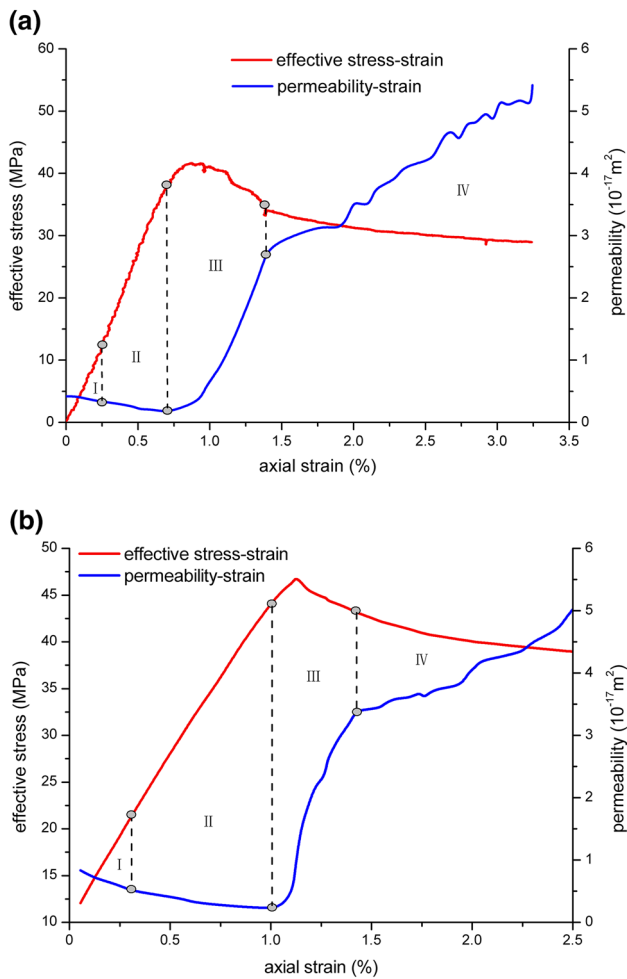 (a)
effective stress-strain
permeability-strain
effective stress (MPa)
60
50
40
30
20
10
0
6
5
4
3
2
1
0
permeability (10⁻¹⁷m²)
I
II
III
IV
0
0.5
1.0
1.5
2.0
2.5
3.0
3.5
axial strain (%)
(b)
effective stress-strain
permeability-strain
effective stress (MPa)
50
45
40
35
30
25
20
15
10
6
5
4
3
2
1
0
permeability (10⁻¹⁷m²)
I
II
III
IV
0
0.5
1.0
1.5
2.0
2.5
axial strain (%)